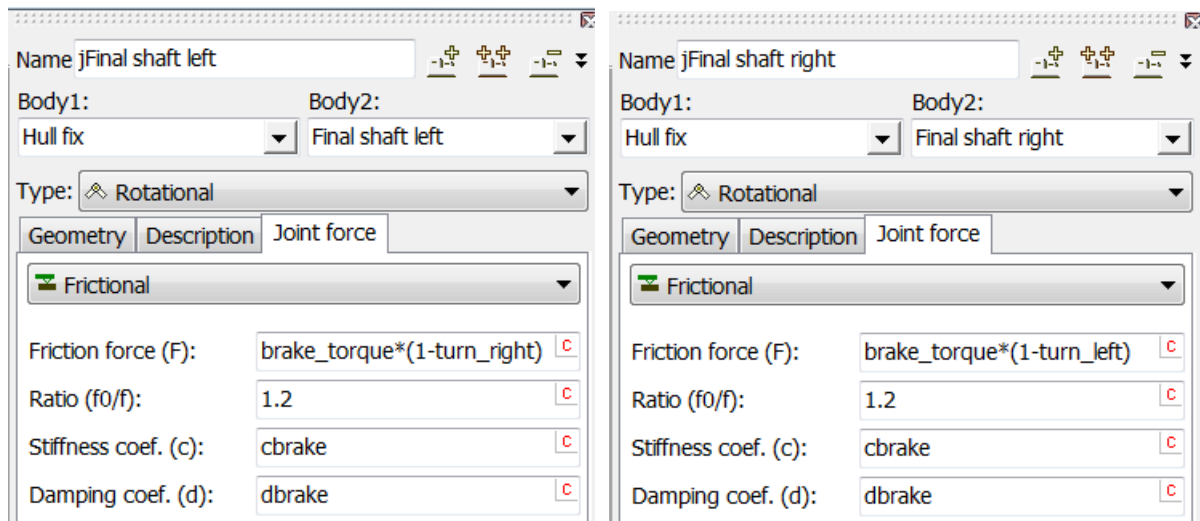 Name jFinal shaft left
Body1: Body2:
Hull fix Final shaft left
Type: Rotational
Geometry Description Joint force
Frictional
Friction force (F): brake_torque*(1-turn_right) C
Ratio (f0/f): 1.2 C
Stiffness coef. (c): cbrake C
Damping coef. (d): dbrake C
Name jFinal shaft right
Body1: Body2:
Hull fix Final shaft right
Type: Rotational
Geometry Description Joint force
Frictional
Friction force (F): brake_torque*(1-turn_left) C
Ratio (f0/f): 1.2 C
Stiffness coef. (c): cbrake C
Damping coef. (d): dbrake C